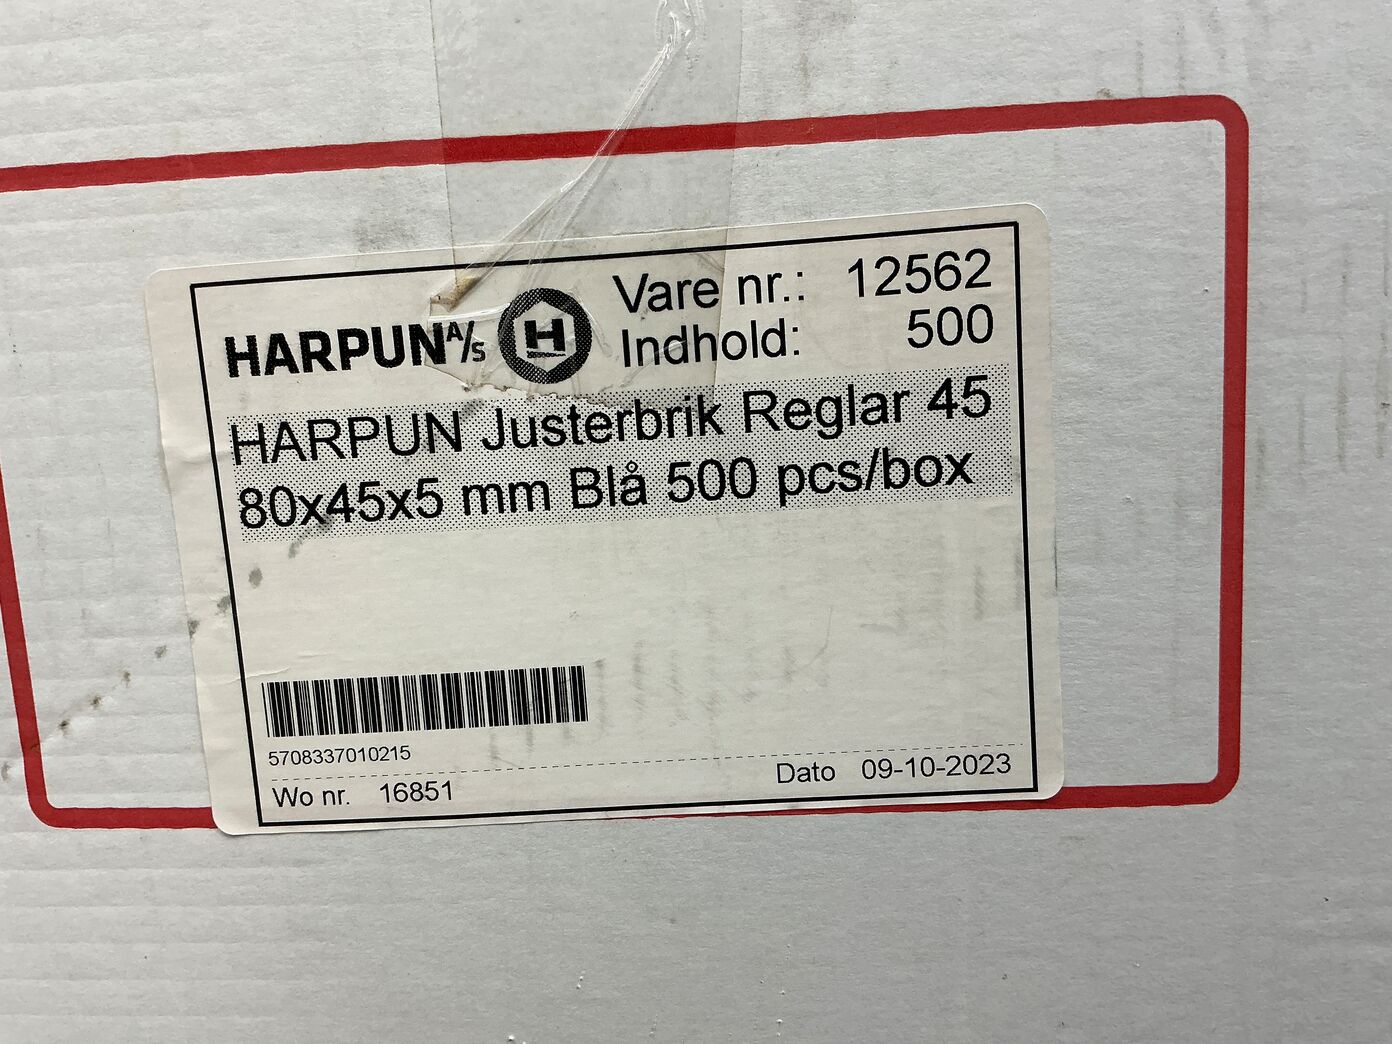 HARPUN A/S H
Vare nr.: 12562
Indhold: 500
HARPUN Justerbrik Reglar 45
80x45x5 mm Blå 500 pcs/box
5708337010215
Wo nr. 16851
Dato 09-10-2023